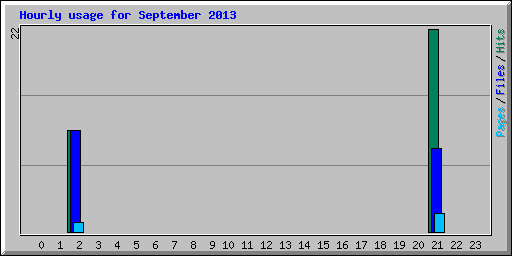 Hourly usage for September 2013
22
Pages/Files/Hits
0 1 2 3 4 5 6 7 8 9 10 11 12 13 14 15 16 17 18 19 20 21 22 23